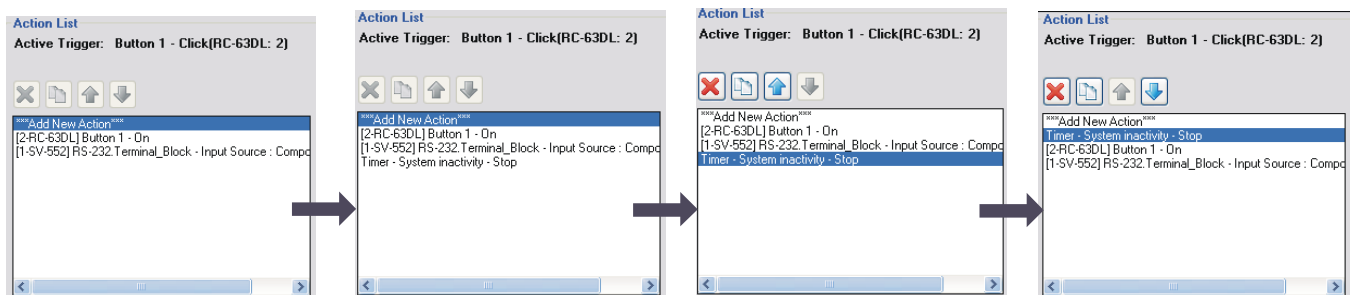 Action List
Active Trigger: Button 1 - Click(RC-63DL: 2)
***Add New Action***
[2-RC-63DL] Button 1 - On
[1-SV-552] RS-232.Terminal_Block - Input Source : Compo
Action List
Active Trigger: Button 1 - Click(RC-63DL: 2)
***Add New Action***
[2-RC-63DL] Button 1 - On
[1-SV-552] RS-232.Terminal_Block - Input Source : Compo
Timer - System inactivity - Stop
Action List
Active Trigger: Button 1 - Click(RC-63DL: 2)
***Add New Action***
[2-RC-63DL] Button 1 - On
[1-SV-552] RS-232.Terminal_Block - Input Source : Compo
Timer - System inactivity - Stop
Action List
Active Trigger: Button 1 - Click(RC-63DL: 2)
***Add New Action***
Timer - System inactivity - Stop
[2-RC-63DL] Button 1 - On
[1-SV-552] RS-232.Terminal_Block - Input Source : Compo